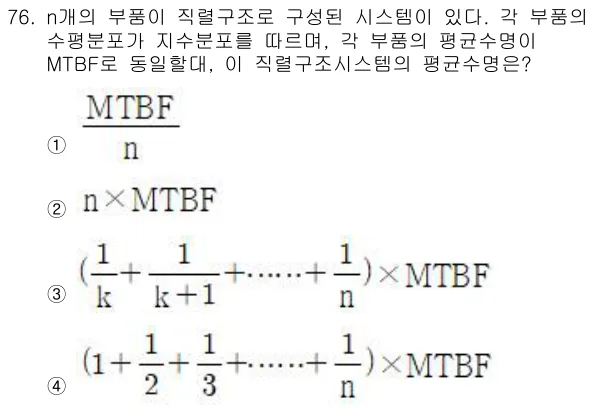 76. n개의 부품이 직렬구조로 구성된 시스템이 있다. 각 부품의
수평분포가 지수분포를 따르며, 각 부품의 평균수명이
MTBF로 동일할대, 이 직렬구조시스템의 평균수명은?
① MTBF/n
② n×MTBF
③ (1/k + 1/(k+1) + ⋯⋯ + 1/n)×MTBF
④ (1 + 1/2 + 1/3 + ⋯⋯ + 1/n)×MTBF